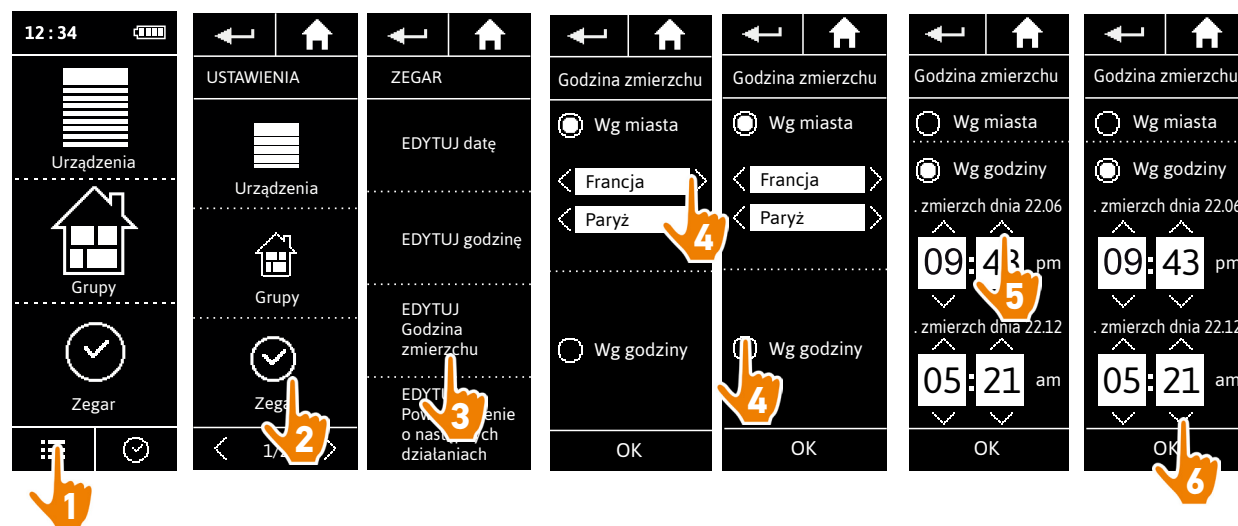 12:34
Urządzenia
Grupy
Zegar
1
USTAWIENIA
Urządzenia
Grupy
2
ZEGAR
EDYTUJ datę
EDYTUJ godzinę
EDYTUJ
Godzina
zmierzchu
3
o
działaniach
Godzina zmierzchu
Wg miasta
Francja
Paryż
4
Wg godziny
OK
Godzina zmierzchu
Wg miasta
Francja
Paryż
Wg godziny
4
OK
Godzina zmierzchu
Wg miasta
Wg godziny
. zmierzch dnia 22.06
09: pm
5
. zmierzch dnia 22.12
05:21 am
OK
Godzina zmierzchu
Wg miasta
Wg godziny
. zmierzch dnia 22.06
09:43 pm
. zmierzch dnia 22.12
05:21 am
OK
6